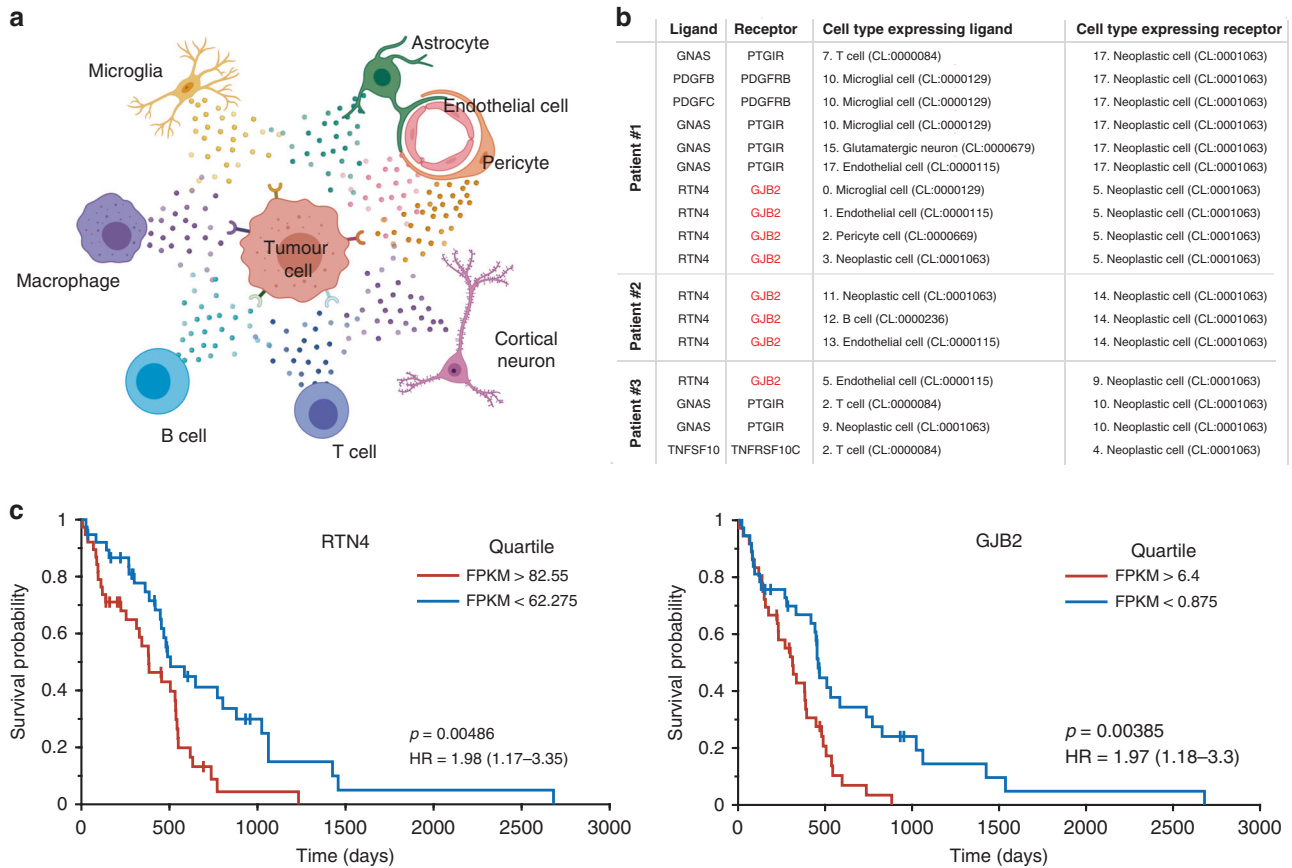 a
Microglia
Astrocyte
Endothelial cell
Pericyte
Macrophage
Tumour
cell
Cortical
neuron
B cell
T cell
b
Ligand Receptor Cell type expressing ligand Cell type expressing receptor
Patient #1
GNAS PTGIR 7. T cell (CL:0000084) 17. Neoplastic cell (CL:0001063)
PDGFB PDGFRB 10. Microglial cell (CL:0000129) 17. Neoplastic cell (CL:0001063)
PDGFC PDGFRB 10. Microglial cell (CL:0000129) 17. Neoplastic cell (CL:0001063)
GNAS PTGIR 10. Microglial cell (CL:0000129) 17. Neoplastic cell (CL:0001063)
GNAS PTGIR 15. Glutamatergic neuron (CL:0000679) 17. Neoplastic cell (CL:0001063)
GNAS PTGIR 17. Endothelial cell (CL:0000115) 17. Neoplastic cell (CL:0001063)
RTN4 GJB2 0. Microglial cell (CL:0000129) 5. Neoplastic cell (CL:0001063)
RTN4 GJB2 1. Endothelial cell (CL:0000115) 5. Neoplastic cell (CL:0001063)
RTN4 GJB2 2. Pericyte cell (CL:0000669) 5. Neoplastic cell (CL:0001063)
RTN4 GJB2 3. Neoplastic cell (CL:0001063) 5. Neoplastic cell (CL:0001063)
Patient #2
RTN4 GJB2 11. Neoplastic cell (CL:0001063) 14. Neoplastic cell (CL:0001063)
RTN4 GJB2 12. B cell (CL:0000236) 14. Neoplastic cell (CL:0001063)
RTN4 GJB2 13. Endothelial cell (CL:0000115) 14. Neoplastic cell (CL:0001063)
Patient #3
RTN4 GJB2 5. Endothelial cell (CL:0000115) 9. Neoplastic cell (CL:0001063)
GNAS PTGIR 2. T cell (CL:0000084) 10. Neoplastic cell (CL:0001063)
GNAS PTGIR 9. Neoplastic cell (CL:0001063) 10. Neoplastic cell (CL:0001063)
TNFSF10 TNFRSF10C 2. T cell (CL:0000084) 4. Neoplastic cell (CL:0001063)
c
RTN4
Quartile
FPKM > 82.55
FPKM < 62.275
p = 0.00486
HR = 1.98 (1.17–3.35)
Survival probability
1
0.8
0.6
0.4
0.2
0
0 500 1000 1500 2000 2500 3000
Time (days)
GJB2
Quartile
FPKM > 6.4
FPKM < 0.875
p = 0.00385
HR = 1.97 (1.18–3.3)
Survival probability
1
0.8
0.6
0.4
0.2
0
0 500 1000 1500 2000 2500 3000
Time (days)